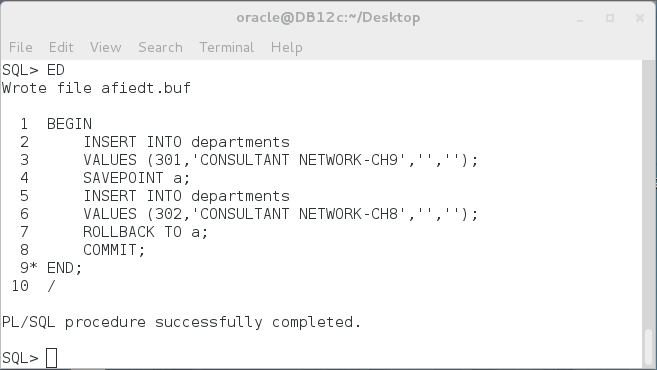 oracle@DB12c:~/Desktop
File Edit View Search Terminal Help
SQL> ED
Wrote file afiedt.buf
1 BEGIN
2 INSERT INTO departments
3 VALUES (301,'CONSULTANT NETWORK-CH9','','');
4 SAVEPOINT a;
5 INSERT INTO departments
6 VALUES (302,'CONSULTANT NETWORK-CH8','','');
7 ROLLBACK TO a;
8 COMMIT;
9* END;
10 /
PL/SQL procedure successfully completed.
SQL>